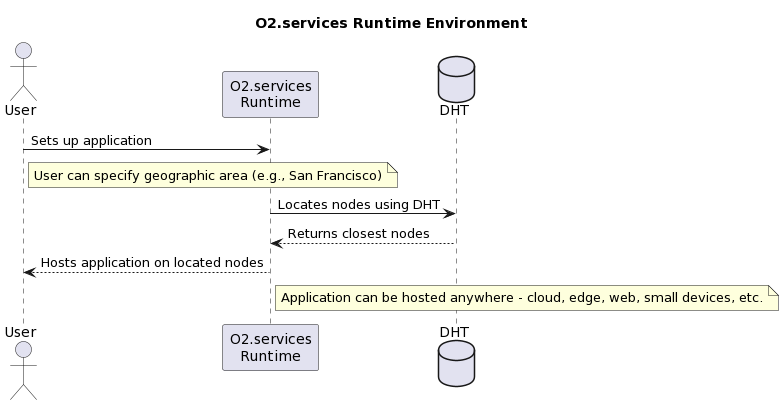 O2.services Runtime Environment
User
O2.services
Runtime
DHT
Sets up application
User can specify geographic area (e.g., San Francisco)
Locates nodes using DHT
Returns closest nodes
Hosts application on located nodes
Application can be hosted anywhere - cloud, edge, web, small devices, etc.
User
O2.services
Runtime
DHT